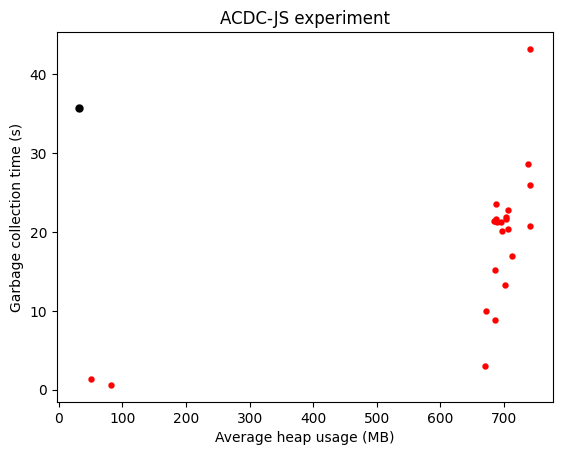 ACDC-JS experiment
Garbage collection time (s)
40
30
20
10
0
0 100 200 300 400 500 600 700
Average heap usage (MB)